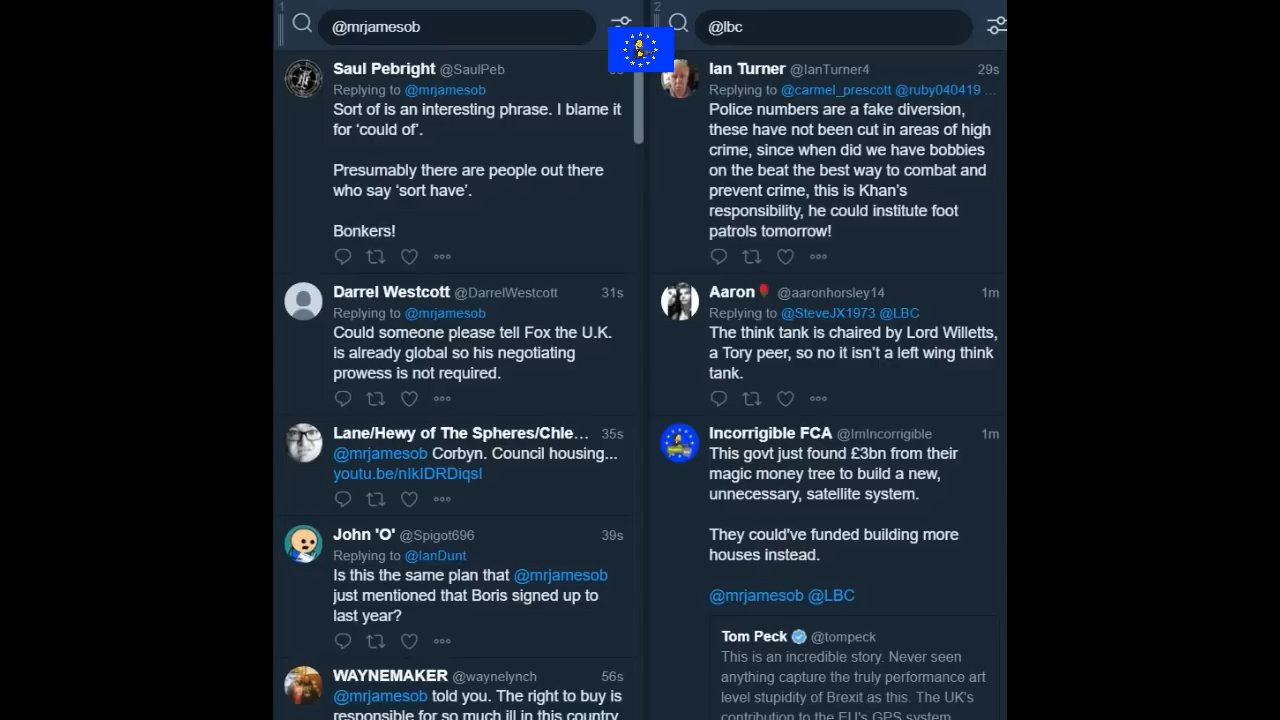 1
@mrjamesob
Saul Pebright @SaulPeb
Replying to @mrjamesob
Sort of is an interesting phrase. I blame it
for ‘could of’.
Presumably there are people out there
who say ‘sort have’.
Bonkers!
Darrel Westcott @DarrelWestcott 31s
Replying to @mrjamesob
Could someone please tell Fox the U.K.
is already global so his negotiating
prowess is not required.
Lane/Hewy of The Spheres/Chle... 35s
@mrjamesob Corbyn. Council housing...
youtu.be/nIkIDRDiqsI
John 'O' @Spigot696 39s
Replying to @IanDunt
Is this the same plan that @mrjamesob
just mentioned that Boris signed up to
last year?
WAYNEMAKER @waynelynch 56s
@mrjamesob told you. The right to buy is
responsible for so much ill in this country
2
@lbc
Ian Turner @IanTurner4 29s
Replying to @carmel_prescott @ruby040419 ...
Police numbers are a fake diversion,
these have not been cut in areas of high
crime, since when did we have bobbies
on the beat the best way to combat and
prevent crime, this is Khan’s
responsibility, he could institute foot
patrols tomorrow!
Aaron @aaronhorsley14 1m
Replying to @SteveJX1973 @LBC
The think tank is chaired by Lord Willetts,
a Tory peer, so no it isn’t a left wing think
tank.
Incorrigible FCA @ImIncorrigible 1m
This govt just found £3bn from their
magic money tree to build a new,
unnecessary, satellite system.
They could've funded building more
houses instead.
@mrjamesob @LBC
Tom Peck @tompeck
This is an incredible story. Never seen
anything capture the truly performance art
level stupidity of Brexit as this. The UK's
contribution to the EU's GPS system